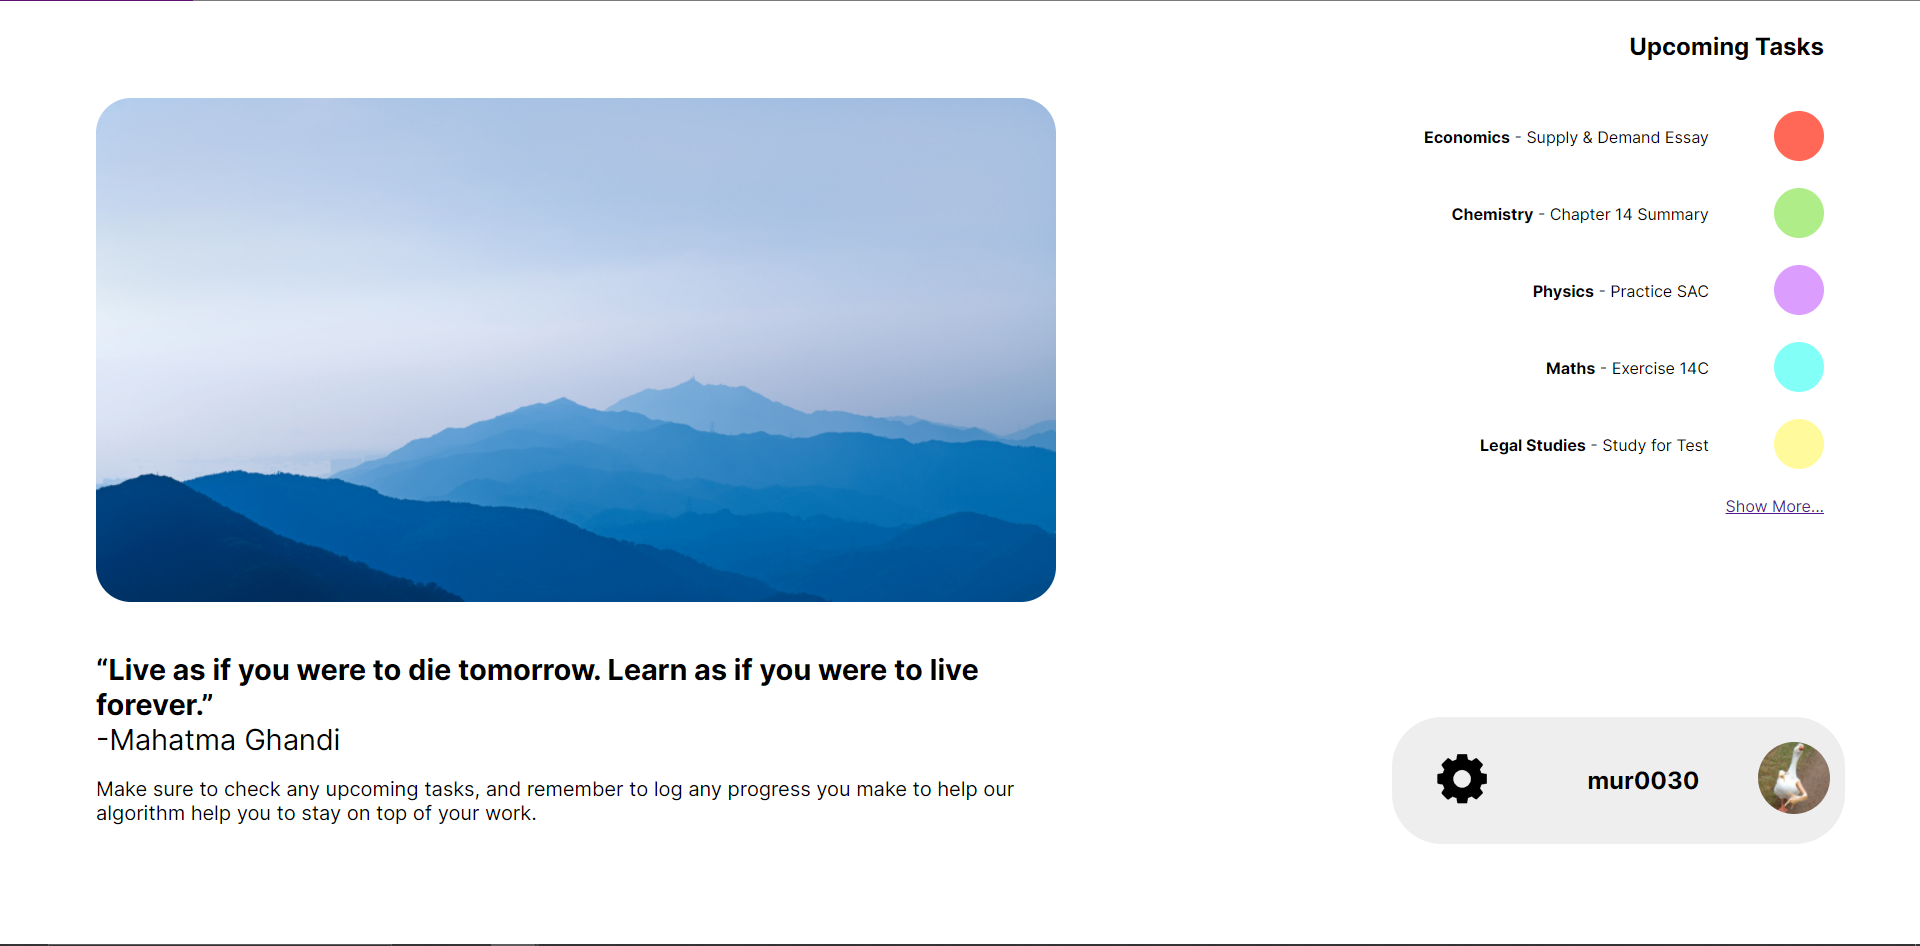 Upcoming Tasks
Economics - Supply & Demand Essay
Chemistry - Chapter 14 Summary
Physics - Practice SAC
Maths - Exercise 14C
Legal Studies - Study for Test
Show More...
“Live as if you were to die tomorrow. Learn as if you were to live
forever.”
-Mahatma Ghandi
Make sure to check any upcoming tasks, and remember to log any progress you make to help our
algorithm help you to stay on top of your work.
mur0030